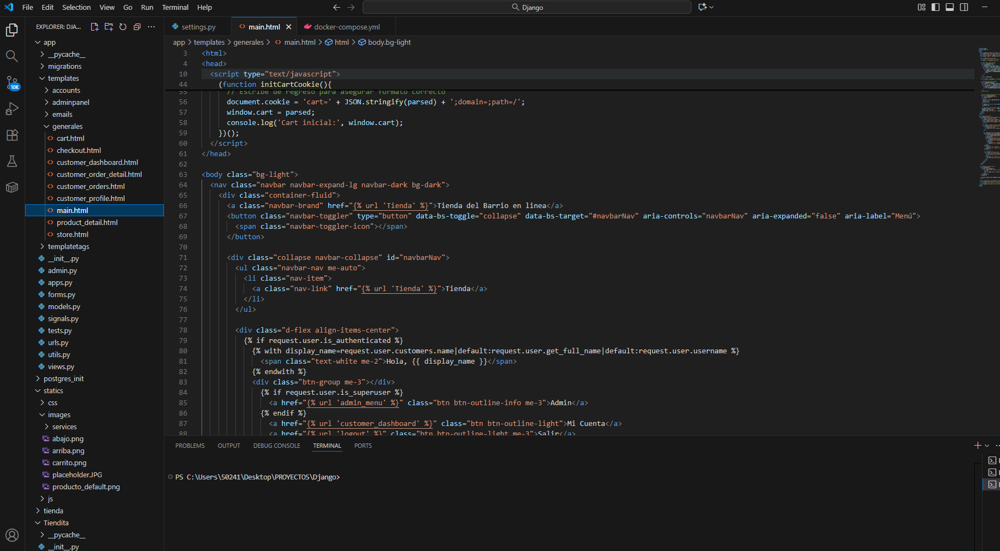 File Edit Selection View Go Run Terminal Help
Django
EXPLORER: DJA...
settings.py
main.html
docker-compose.yml
app > templates > generales > main.html > html > body.bg-light
app
__pycache__
migrations
templates
accounts
adminpanel
emails
generales
cart.html
checkout.html
customer_dashboard.html
customer_order_detail.html
customer_orders.html
customer_profile.html
main.html
product_detail.html
store.html
templatetags
__init__.py
admin.py
apps.py
forms.py
models.py
signals.py
tests.py
urls.py
utils.py
views.py
postgres_init
statics
css
images
services
abajo.png
arriba.png
carrito.png
placeholder.JPG
producto_default.png
js
tienda
Tiendita
__pycache__
__init__.py
10K
3 <html>
4 <head>
10 <script type="text/javascript">
44 (function initCartCookie(){
55 // Escribe de regreso para asegurar formato correcto
56 document.cookie = 'cart=' + JSON.stringify(parsed) + ';domain=;path=/';
57 window.cart = parsed;
58 console.log('Cart inicial:', window.cart);
59 })();
60 </script>
61 </head>
62
63 <body class="bg-light">
64 <nav class="navbar navbar-expand-lg navbar-dark bg-dark">
65 <div class="container-fluid">
66 <a class="navbar-brand" href="{% url 'Tienda' %}">Tienda del Barrio en linea</a>
67 <button class="navbar-toggler" type="button" data-bs-toggle="collapse" data-bs-target="#navbarNav" aria-controls="navbarNav" aria-expanded="false" aria-label="Menú">
68 <span class="navbar-toggler-icon"></span>
69 </button>
70
71 <div class="collapse navbar-collapse" id="navbarNav">
72 <ul class="navbar-nav me-auto">
73 <li class="nav-item">
74 <a class="nav-link" href="{% url 'Tienda' %}">Tienda</a>
75 </li>
76 </ul>
77
78 <div class="d-flex align-items-center">
79 {% if request.user.is_authenticated %}
80 {% with display_name=request.user.customers.name|default:request.user.get_full_name|default:request.user.username %}
81 <span class="text-white me-2">Hola, {{ display_name }}</span>
82 {% endwith %}
83 <div class="btn-group me-3"></div>
84 {% if request.user.is_superuser %}
85 <a href="{% url 'admin_menu' %}" class="btn btn-outline-info me-3">Admin</a>
86 {% endif %}
87 <a href="{% url 'customer_dashboard' %}" class="btn btn-outline-light">Mi Cuenta</a>
88 <a href="{% url 'logout' %}" class="btn btn-outline-light me-3">Salir</a>
PROBLEMS OUTPUT DEBUG CONSOLE TERMINAL PORTS
PS C:\Users\50241\Desktop\PROYECTOS\Django>